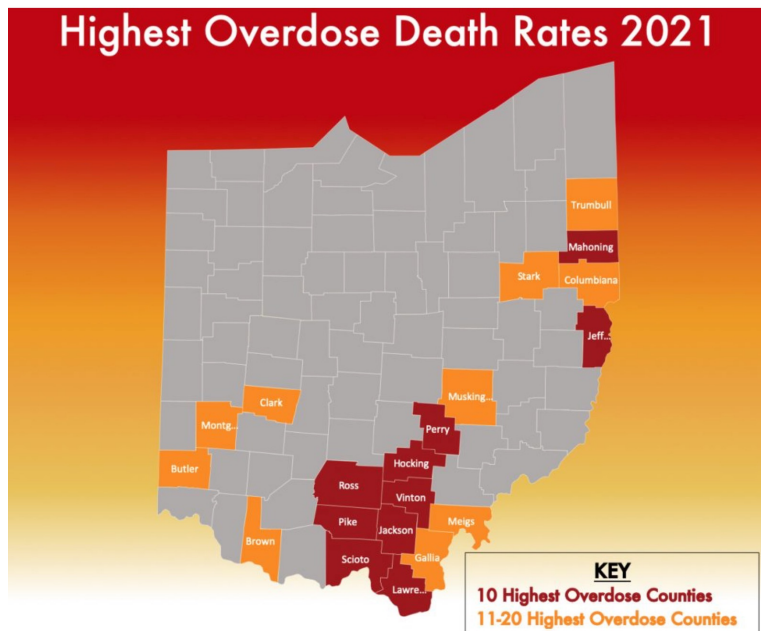 Highest Overdose Death Rates 2021
Trumbull
Mahoning
Stark
Columbiana
Jeff...
Musking...
Clark
Montg...
Perry
Butler
Hocking
Ross
Vinton
Pike
Jackson
Meigs
Brown
Scioto
Gallia
Lawre...
KEY
10 Highest Overdose Counties
11-20 Highest Overdose Counties